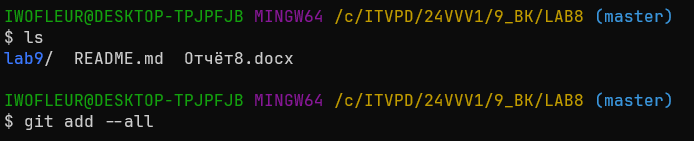 IWOFLEUR@DESKTOP-TPJPFJB MINGW64 /c/ITVPD/24VVV1/9_BK/LAB8 (master)
$ ls
lab9/  README.md  Отчёт8.docx
IWOFLEUR@DESKTOP-TPJPFJB MINGW64 /c/ITVPD/24VVV1/9_BK/LAB8 (master)
$ git add --all